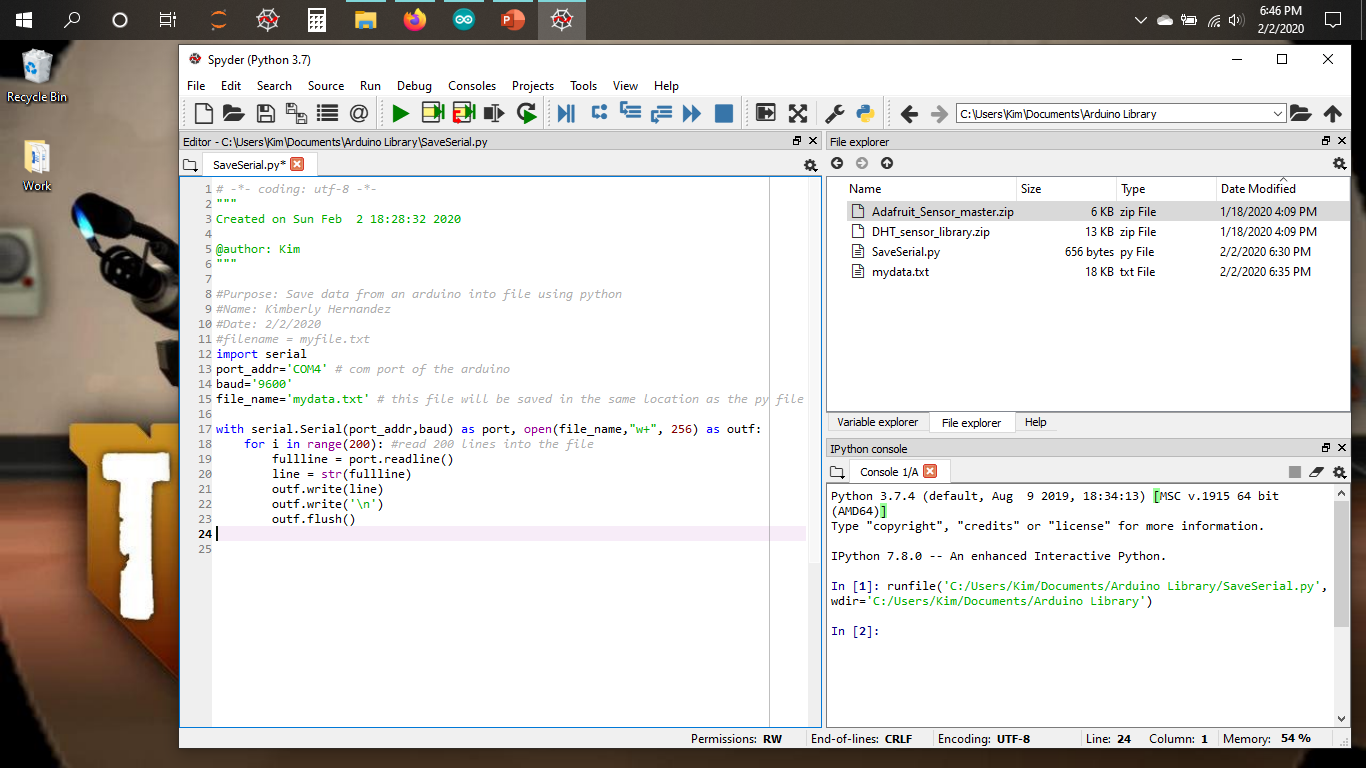 6:46 PM
2/2/2020
Recycle Bin
Work
Spyder (Python 3.7)
File Edit Search Source Run Debug Consoles Projects Tools View Help
C:\Users\Kim\Documents\Arduino Library
Editor - C:\Users\Kim\Documents\Arduino Library\SaveSerial.py
SaveSerial.py*
1 # -*- coding: utf-8 -*-
2 """
3 Created on Sun Feb  2 18:28:32 2020
4
5 @author: Kim
6 """
7
8 #Purpose: Save data from an arduino into file using python
9 #Name: Kimberly Hernandez
10 #Date: 2/2/2020
11 #filename = myfile.txt
12 import serial
13 port_addr='COM4' # com port of the arduino
14 baud='9600'
15 file_name='mydata.txt' # this file will be saved in the same location as the py file
16
17 with serial.Serial(port_addr,baud) as port, open(file_name,"w+", 256) as outf:
18     for i in range(200): #read 200 lines into the file
19         fullline = port.readline()
20         line = str(fullline)
21         outf.write(line)
22         outf.write('\n')
23         outf.flush()
24
25
File explorer
Name Size Type Date Modified
Adafruit_Sensor_master.zip 6 KB zip File 1/18/2020 4:09 PM
DHT_sensor_library.zip 13 KB zip File 1/18/2020 4:09 PM
SaveSerial.py 656 bytes py File 2/2/2020 6:30 PM
mydata.txt 18 KB txt File 2/2/2020 6:35 PM
Variable explorer File explorer Help
IPython console
Console 1/A
Python 3.7.4 (default, Aug  9 2019, 18:34:13) [MSC v.1915 64 bit
(AMD64)]
Type "copyright", "credits" or "license" for more information.
IPython 7.8.0 -- An enhanced Interactive Python.
In [1]: runfile('C:/Users/Kim/Documents/Arduino Library/SaveSerial.py',
wdir='C:/Users/Kim/Documents/Arduino Library')
In [2]:
Permissions: RW End-of-lines: CRLF Encoding: UTF-8 Line: 24 Column: 1 Memory: 54 %